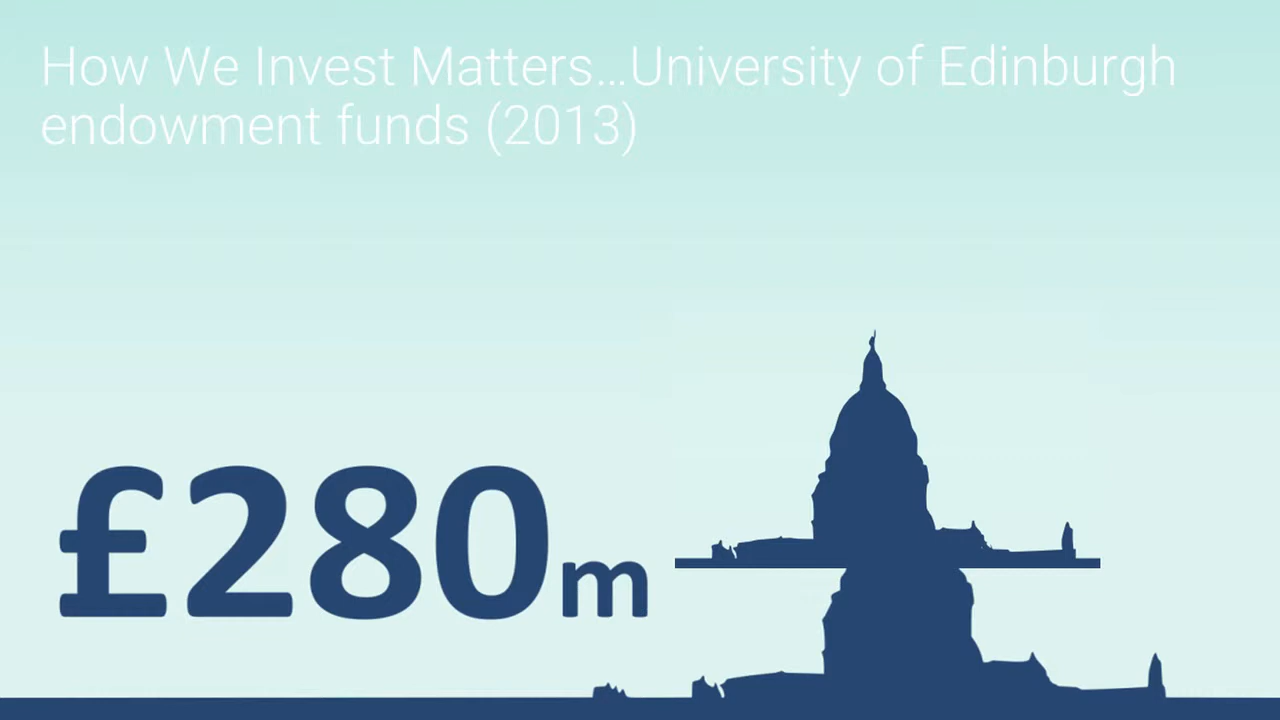 How We Invest Matters...University of Edinburgh
endowment funds (2013)
£280m